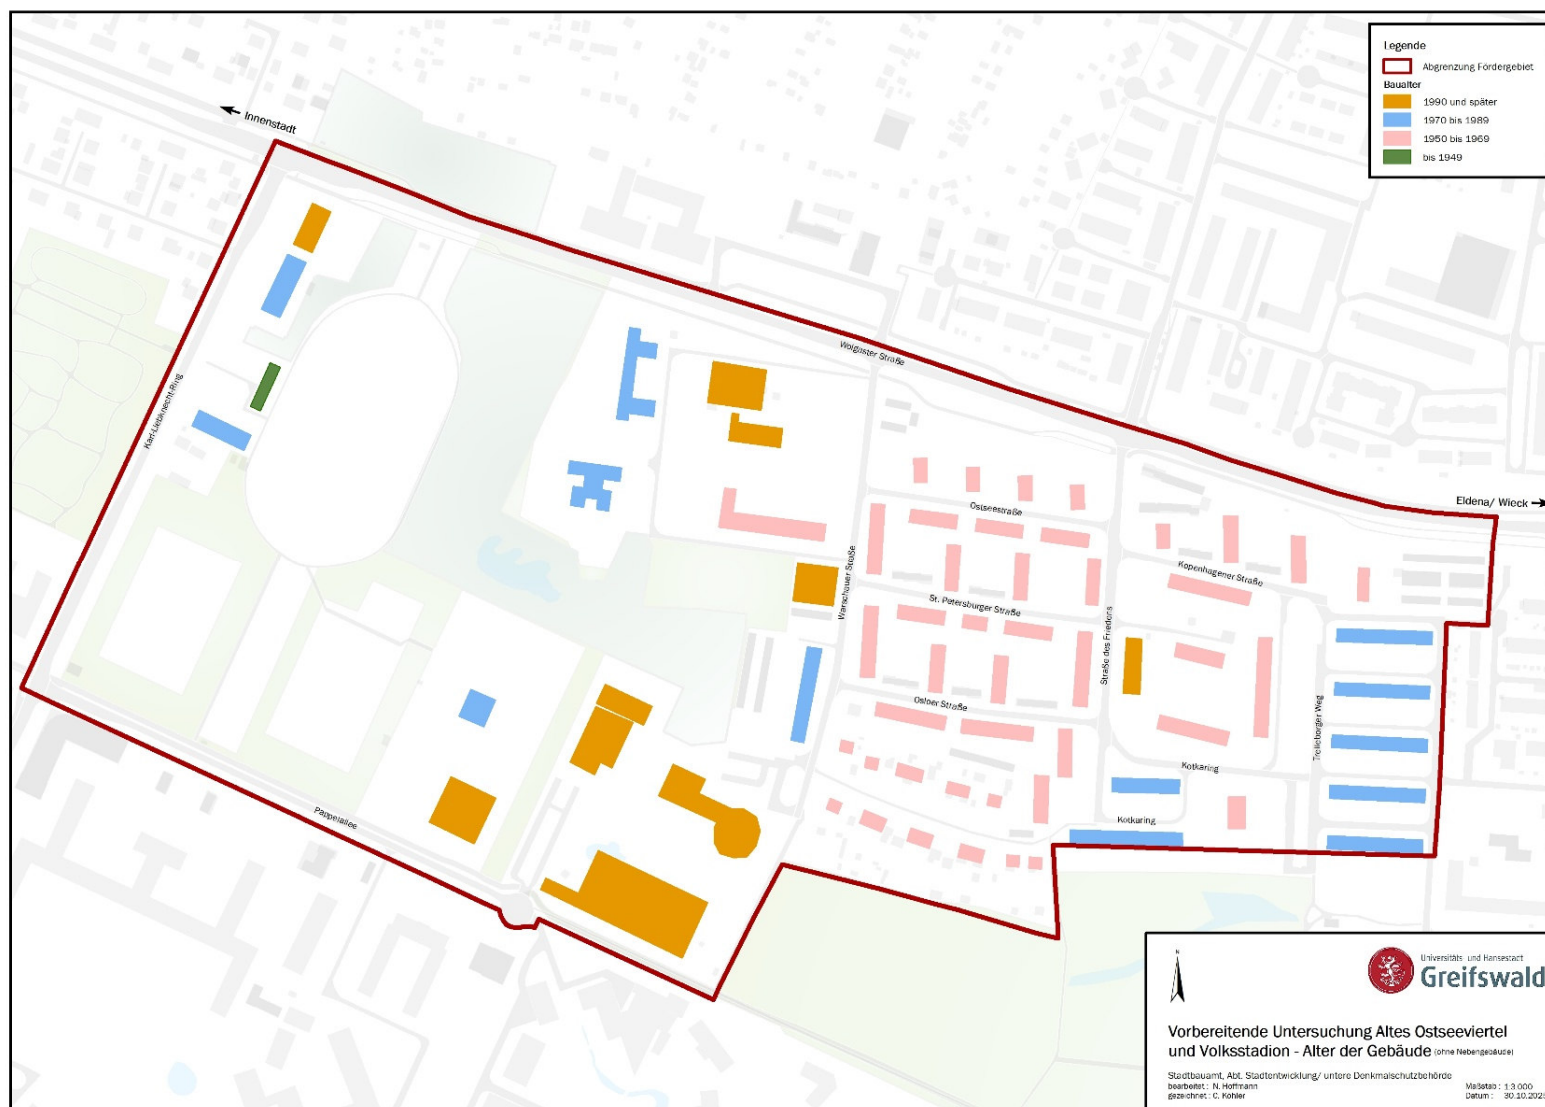 Legende
Abgrenzung Fördergebiet
Baualter
1990 und später
1970 bis 1989
1950 bis 1969
bis 1949
Innenstadt
Wolgaster Straße
Karl-Liebknecht-Ring
Eldena/ Wieck
Ostseestraße
Kopenhagener Straße
Warschauer Straße
St. Petersburger Straße
Straße des Friedens
Osloer Straße
Trelleborger Weg
Kotkaring
Kotkaring
Pappelallee
N
Universitäts- und Hansestadt
Greifswald
Vorbereitende Untersuchung Altes Ostseeviertel
und Volksstadion - Alter der Gebäude (ohne Nebengebäude)
Stadtbauamt, Abt. Stadtentwicklung/ untere Denkmalschutzbehörde
bearbeitet : N. Hoffmann
Maßstab : 1:3 000
gezeichnet : C. Kohler
Datum : 30.10.2025